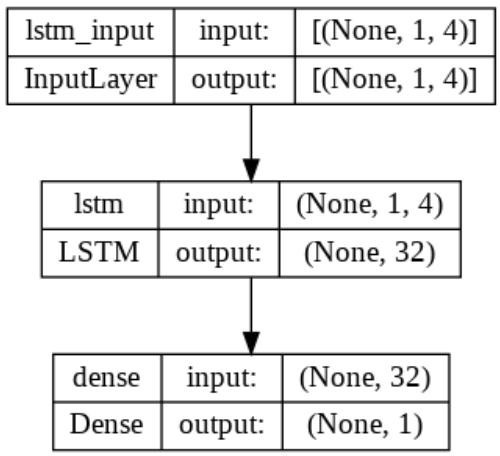 lstm_input input: [(None, 1, 4)]
InputLayer output: [(None, 1, 4)]
lstm input: (None, 1, 4)
LSTM output: (None, 32)
dense input: (None, 32)
Dense output: (None, 1)